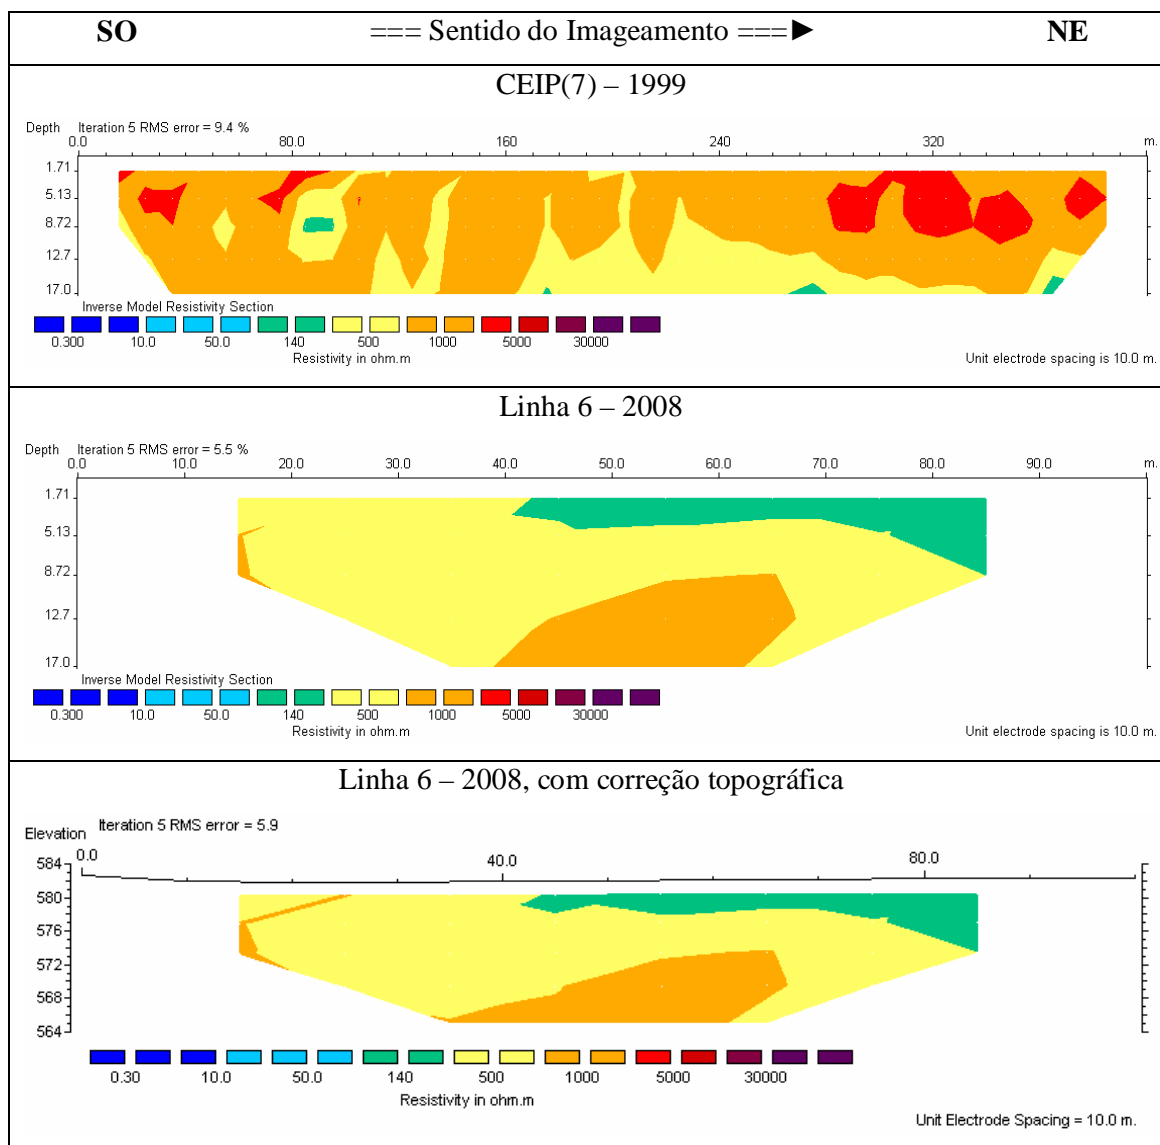 SO === Sentido do Imageamento ===► NE
CEIP(7) – 1999
Depth Iteration 5 RMS error = 9.4 %
0.0 80.0 160 240 320 m.
1.71
5.13
8.72
12.7
17.0
Inverse Model Resistivity Section
0.300 10.0 50.0 140 500 1000 5000 30000
Resistivity in ohm.m Unit electrode spacing is 10.0 m.
Linha 6 – 2008
Depth Iteration 5 RMS error = 5.5 %
0.0 10.0 20.0 30.0 40.0 50.0 60.0 70.0 80.0 90.0 m.
1.71
5.13
8.72
12.7
17.0
Inverse Model Resistivity Section
0.300 10.0 50.0 140 500 1000 5000 30000
Resistivity in ohm.m Unit electrode spacing is 10.0 m.
Linha 6 – 2008, com correção topográfica
Elevation Iteration 5 RMS error = 5.9
0.0 40.0 80.0
584
580
576
572
568
564
0.30 10.0 50.0 140 500 1000 5000 30000
Resistivity in ohm.m
Unit Electrode Spacing = 10.0 m.